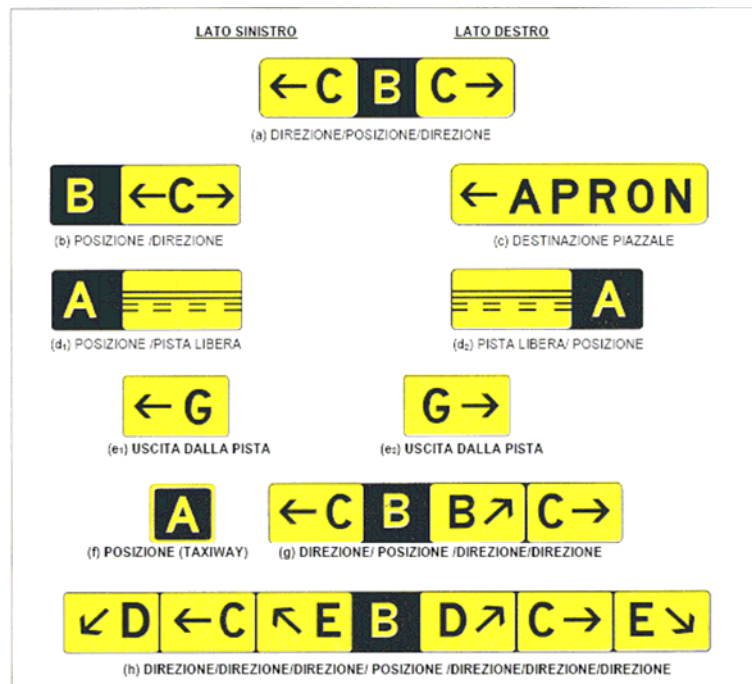 LATO SINISTRO LATO DESTRO
←C B C→
(a) DIREZIONE/POSIZIONE/DIREZIONE
B ←C→ ←APRON
(b) POSIZIONE /DIREZIONE (c) DESTINAZIONE PIAZZALE
A A
(d₁) POSIZIONE /PISTA LIBERA (d₂) PISTA LIBERA/ POSIZIONE
←G G→
(e₁) USCITA DALLA PISTA (e₂) USCITA DALLA PISTA
A ←C B B↗ C→
(f) POSIZIONE (TAXIWAY) (g) DIREZIONE/ POSIZIONE /DIREZIONE/DIREZIONE
↙D ←C ↖E B D↗ C→ E↘
(h) DIREZIONE/DIREZIONE/DIREZIONE/ POSIZIONE /DIREZIONE/DIREZIONE/DIREZIONE